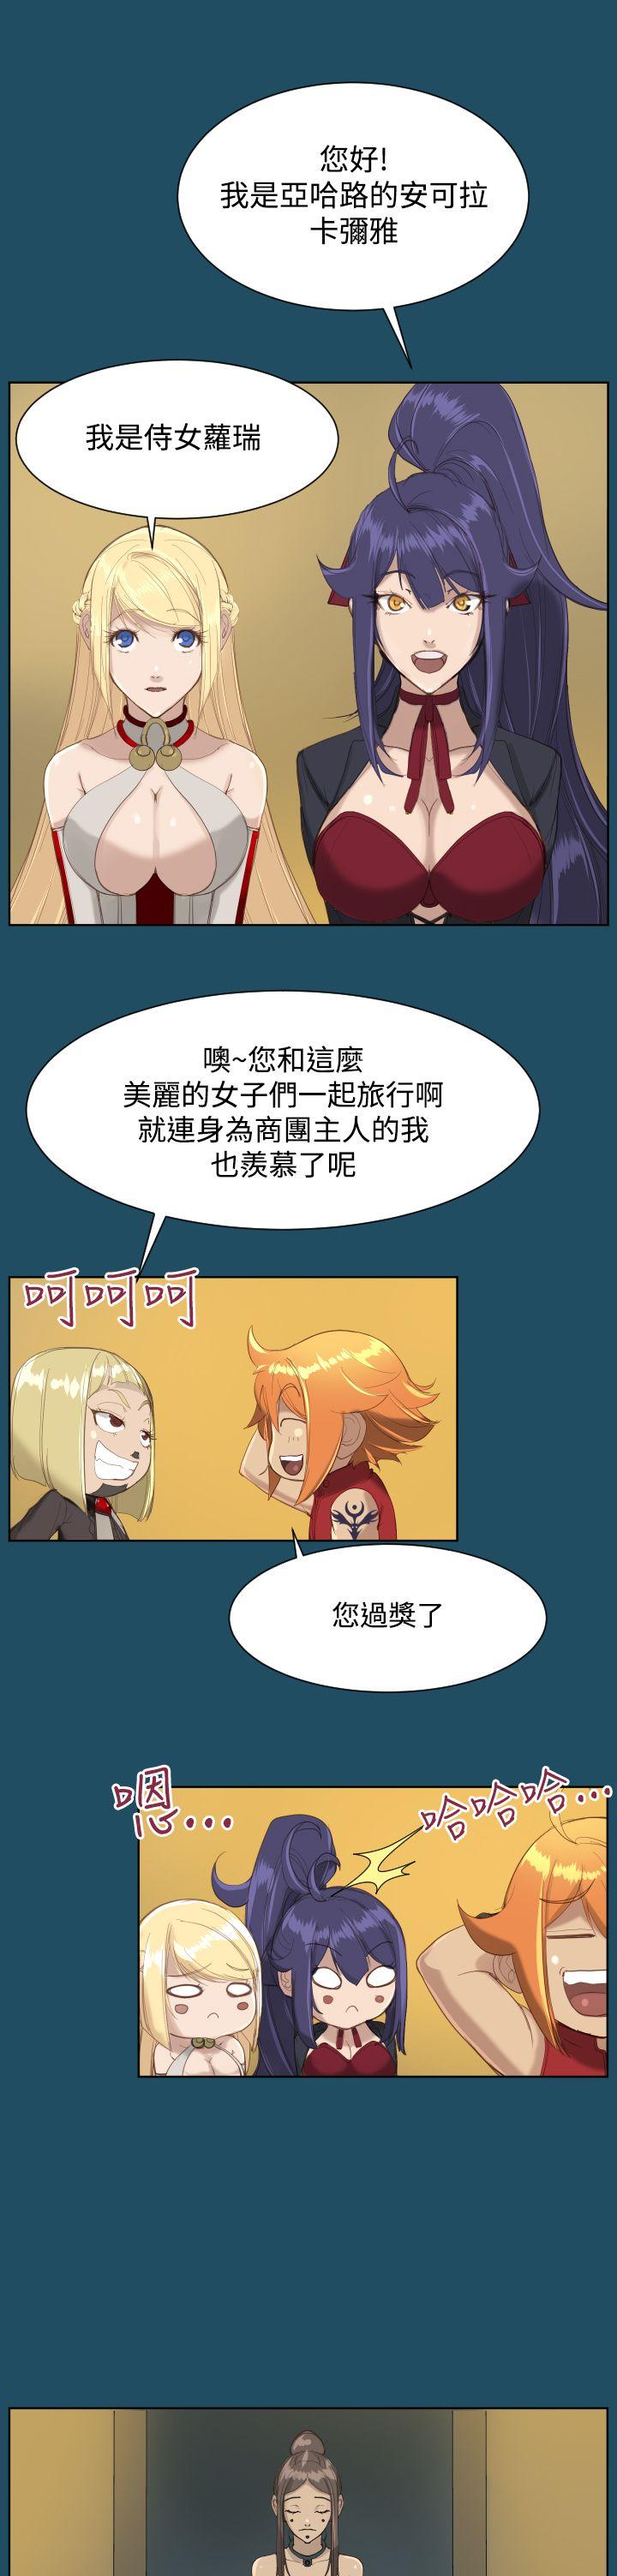 您好!
我是亞哈路的安可拉
卡彌雅
我是侍女蘿瑞
噢~您和這麼
美麗的女子們一起旅行啊
就連身為商團主人的我
也羨慕了呢
呵呵呵
您過獎了
嗯...
哈哈哈...